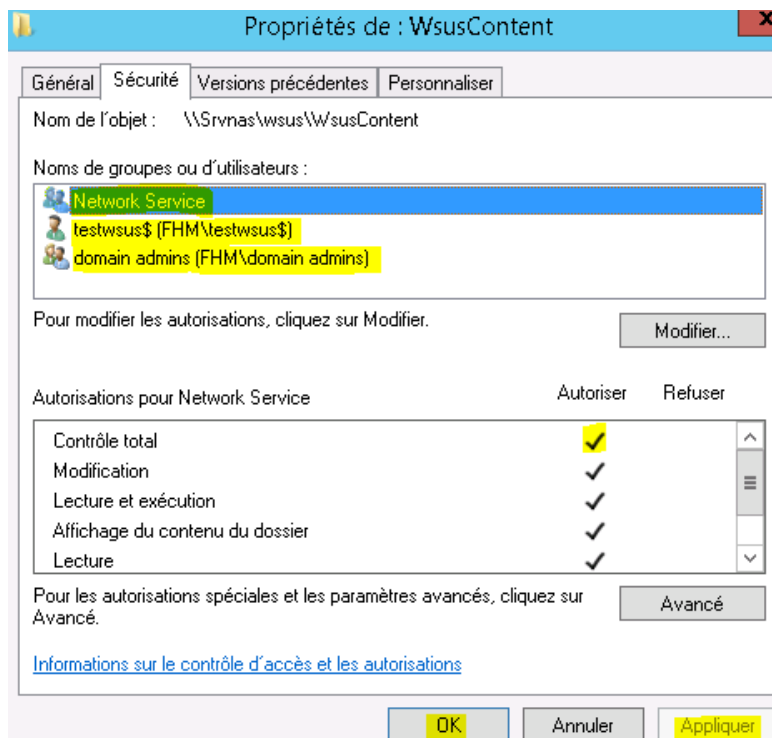 Propriétés de : WsusContent
Général Sécurité Versions précédentes Personnaliser
Nom de l'objet : \\Srvnas\wsus\WsusContent
Noms de groupes ou d'utilisateurs :
Network Service
testwsus$ (FHM\testwsus$)
domain admins (FHM\domain admins)
Pour modifier les autorisations, cliquez sur Modifier.
Modifier...
Autorisations pour Network Service Autoriser Refuser
Contrôle total
Modification
Lecture et exécution
Affichage du contenu du dossier
Lecture
Pour les autorisations spéciales et les paramètres avancés, cliquez sur
Avancé.
Avancé
Informations sur le contrôle d'accès et les autorisations
OK Annuler Appliquer